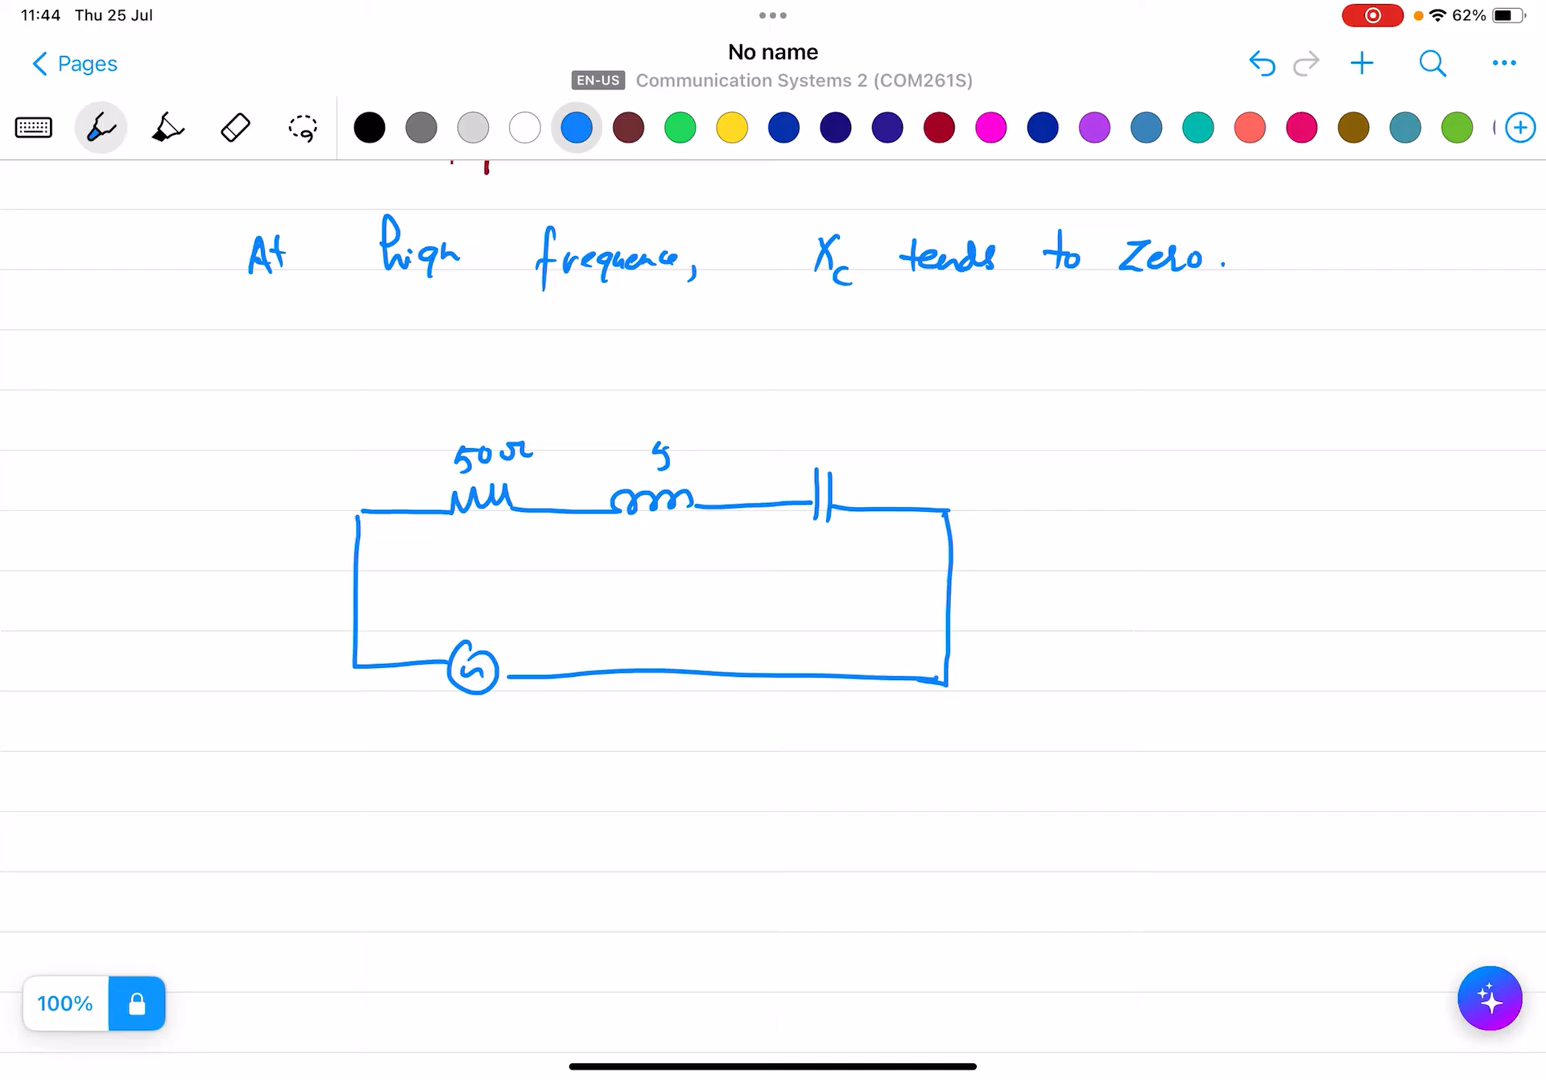 11:44 Thu 25 Jul
62%
Pages
No name
EN-US Communication Systems 2 (COM261S)
At high frequence, Xc tends to zero.
50Ω 5
100%